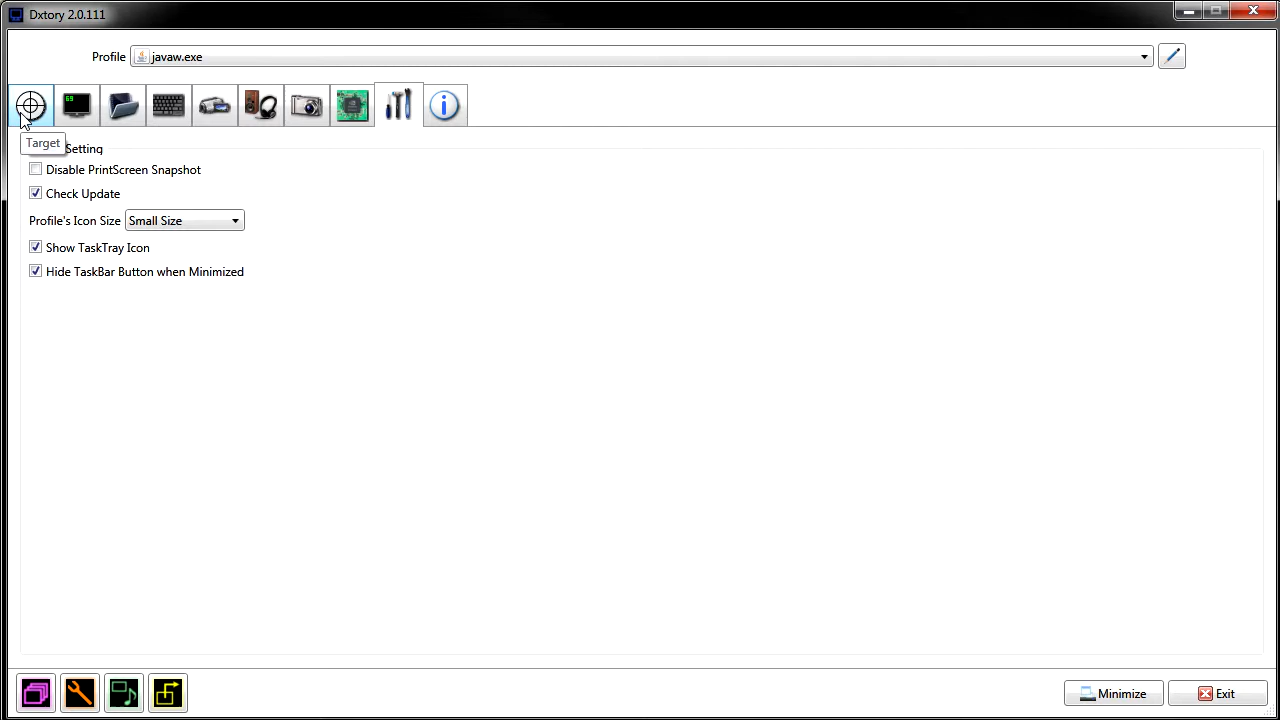 Dxtory 2.0.111
Profile javaw.exe
69
Target
Setting
Disable PrintScreen Snapshot
Check Update
Profile's Icon Size Small Size
Show TaskTray Icon
Hide TaskBar Button when Minimized
Minimize Exit